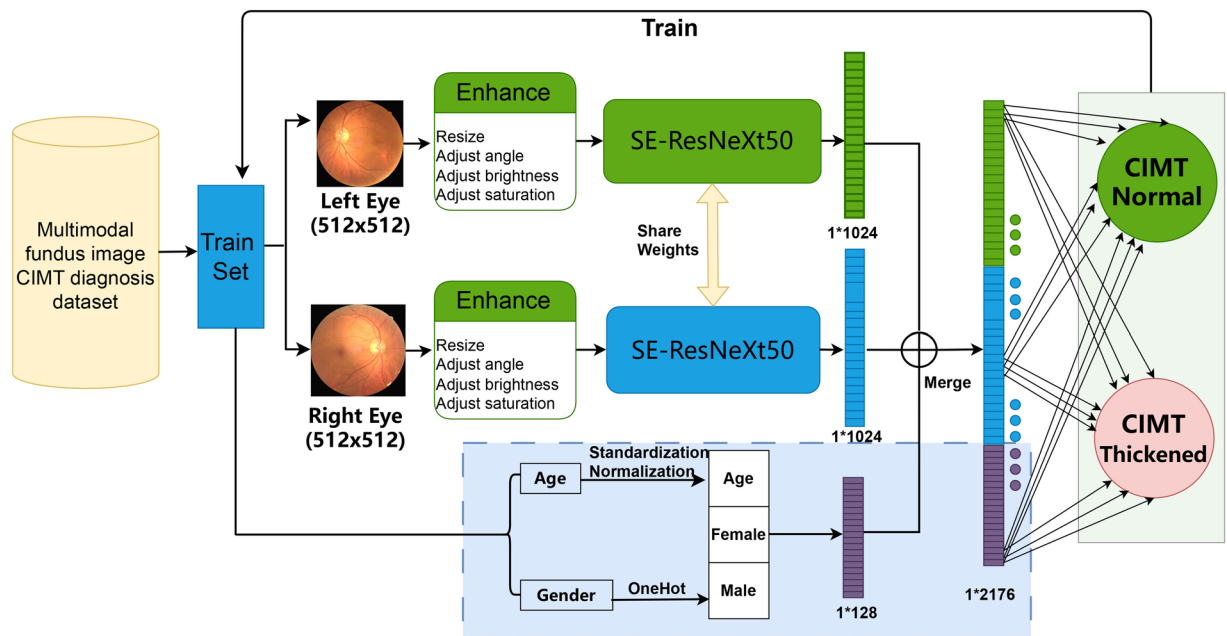 Train
Multimodal
fundus image
CIMT diagnosis
dataset
Train
Set
Left Eye
(512x512)
Enhance
Resize
Adjust angle
Adjust brightness
Adjust saturation
SE-ResNeXt50
1*1024
Share
Weights
Right Eye
(512x512)
Enhance
Resize
Adjust angle
Adjust brightness
Adjust saturation
SE-ResNeXt50
1*1024
Merge
Age
Standardization
Normalization
Gender
OneHot
Age
Female
Male
1*128
1*2176
CIMT
Normal
CIMT
Thickened